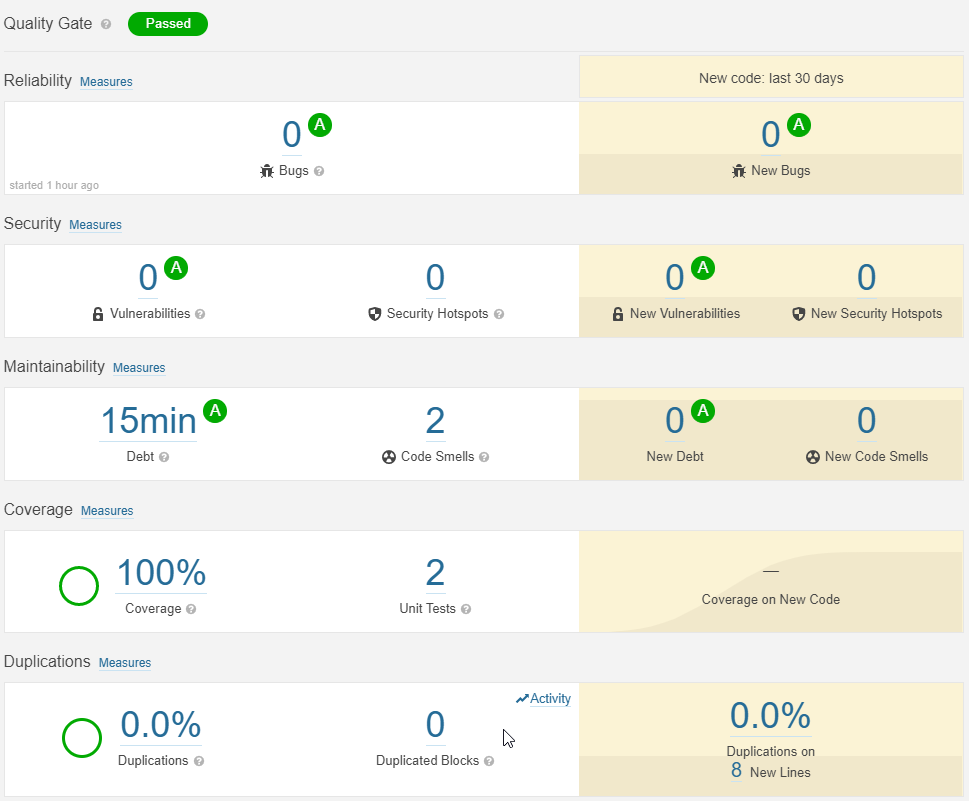 Quality Gate ? Passed
Reliability Measures
New code: last 30 days
0 A
Bugs ?
started 1 hour ago
0 A
New Bugs
Security Measures
0 A
Vulnerabilities ?
0
Security Hotspots ?
0 A
New Vulnerabilities
0
New Security Hotspots
Maintainability Measures
15min A
Debt ?
2
Code Smells ?
0 A
New Debt
0
New Code Smells
Coverage Measures
100%
Coverage ?
2
Unit Tests ?
—
Coverage on New Code
Duplications Measures
Activity
0.0%
Duplications ?
0
Duplicated Blocks ?
0.0%
Duplications on
8 New Lines